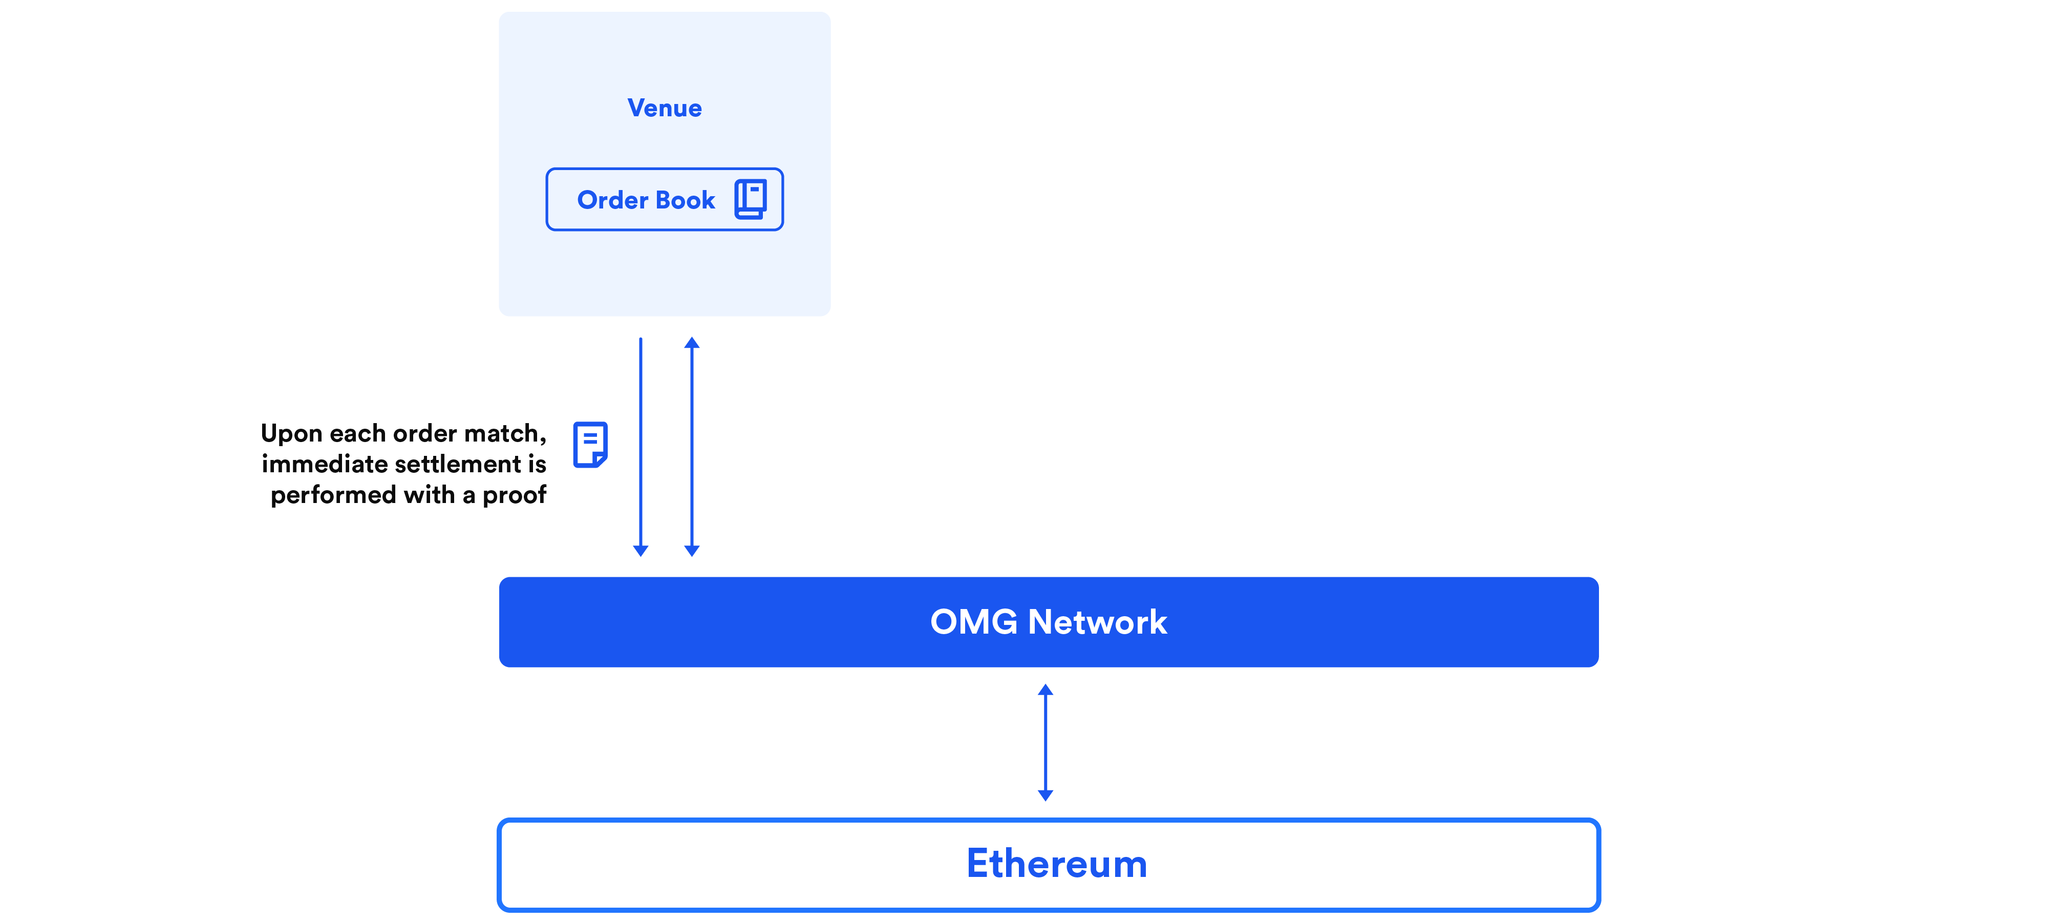 Venue
Order Book
Upon each order match,
immediate settlement is
performed with a proof
OMG Network
Ethereum